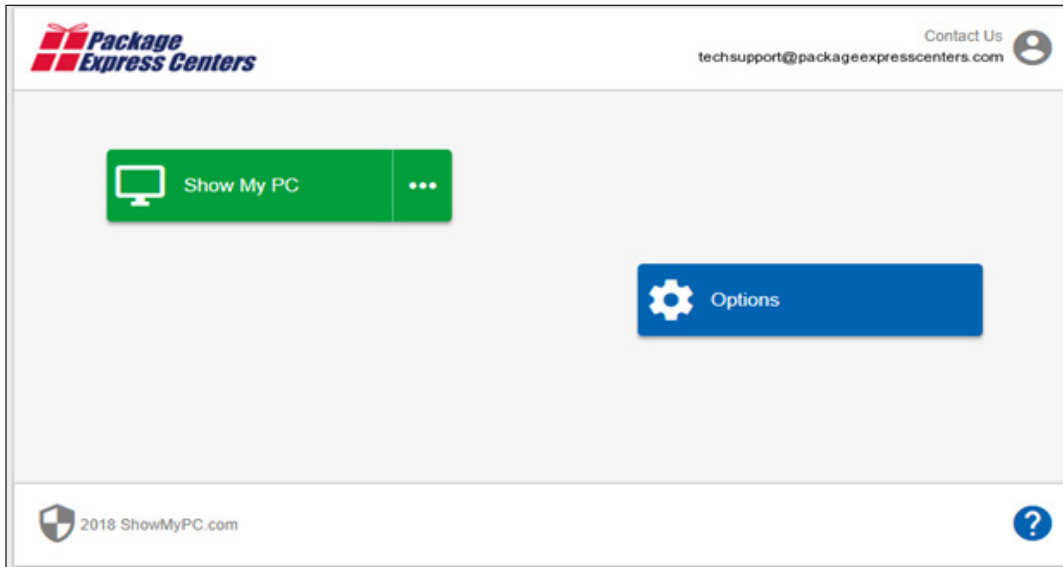 Package
Express Centers
Contact Us
techsupport@packageexpresscenters.com
Show My PC
Options
2018 ShowMyPC.com